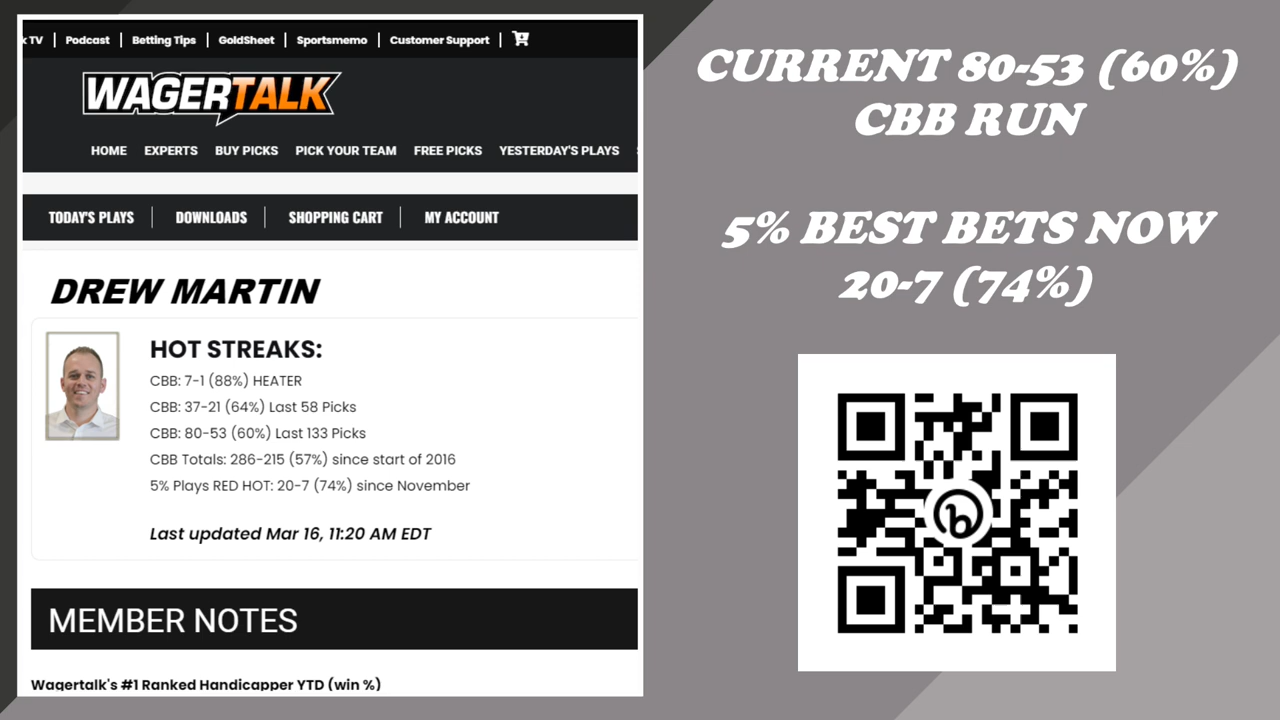 TV | Podcast | Betting Tips | GoldSheet | Sportsmemo | Customer Support |
WAGERTALK
HOME EXPERTS BUY PICKS PICK YOUR TEAM FREE PICKS YESTERDAY'S PLAYS
TODAY'S PLAYS | DOWNLOADS | SHOPPING CART | MY ACCOUNT
DREW MARTIN
HOT STREAKS:
CBB: 7-1 (88%) HEATER
CBB: 37-21 (64%) Last 58 Picks
CBB: 80-53 (60%) Last 133 Picks
CBB Totals: 286-215 (57%) since start of 2016
5% Plays RED HOT: 20-7 (74%) since November
Last updated Mar 16, 11:20 AM EDT
MEMBER NOTES
Wagertalk's #1 Ranked Handicapper YTD (win %)
CURRENT 80-53 (60%)
CBB RUN
5% BEST BETS NOW
20-7 (74%)
b